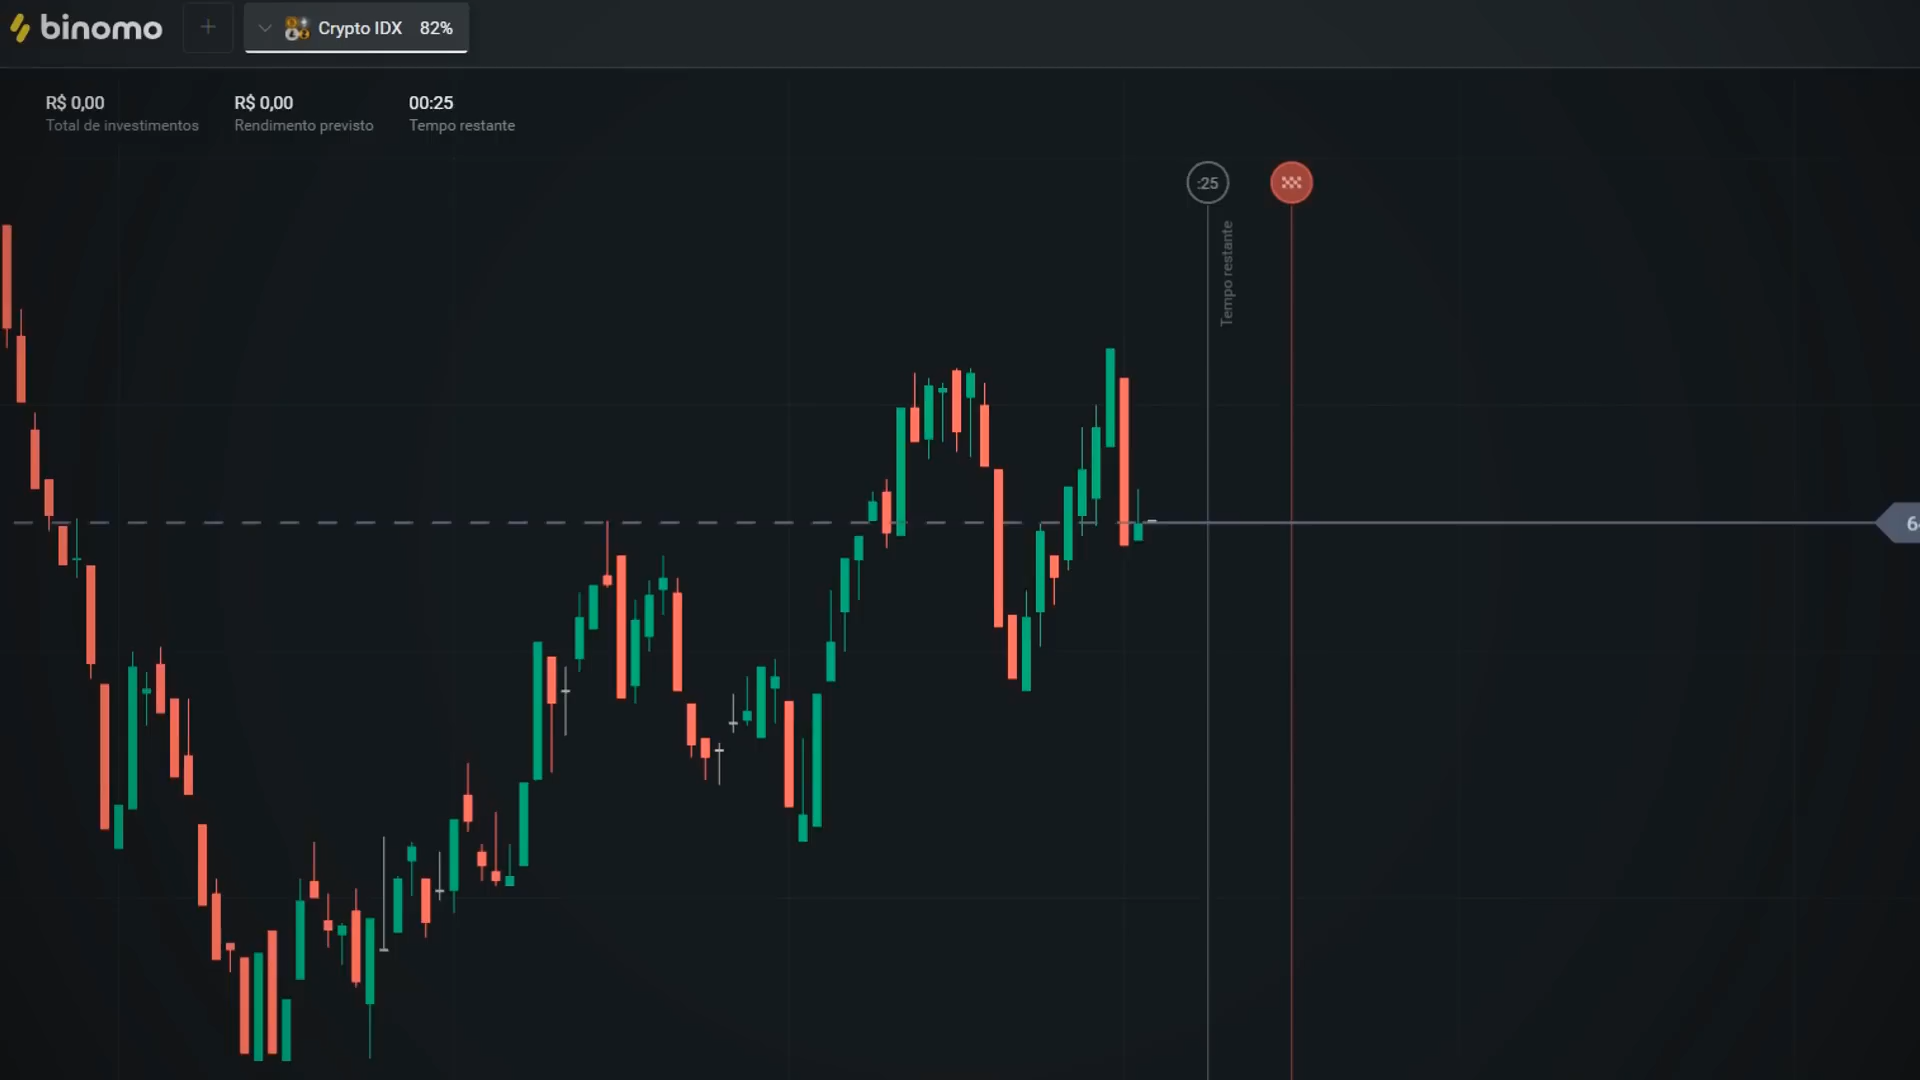 binomo
+
Crypto IDX 82%
R$ 0,00
Total de investimentos
R$ 0,00
Rendimento previsto
00:25
Tempo restante
:25
Tempo restante